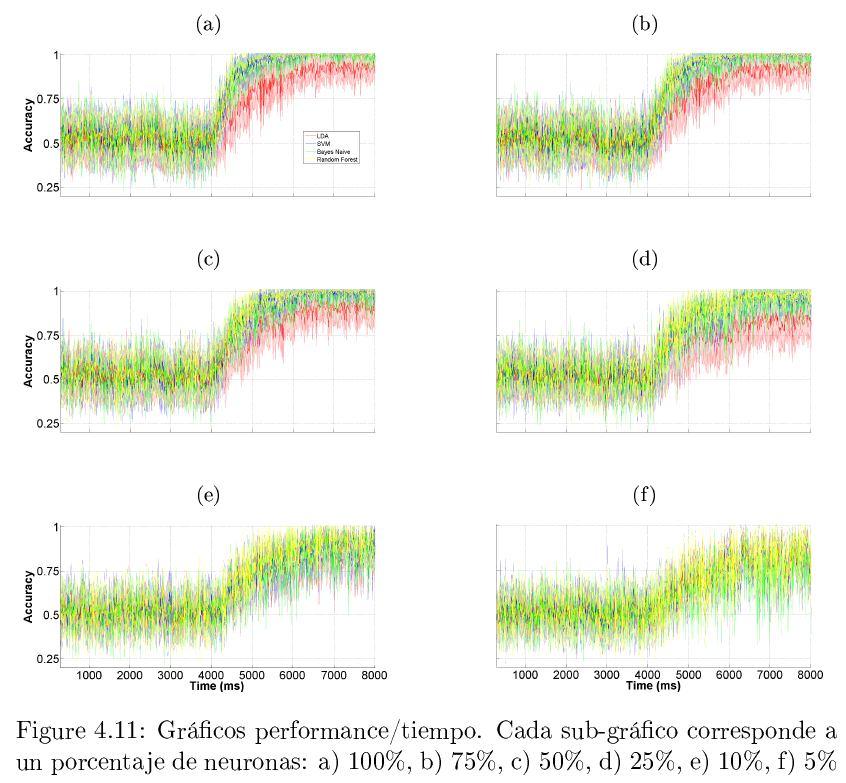 (a)
(b)
1
0.75
0.5
0.25
Accuracy
LDA
SVM
Bayes Naive
Random Forest
(c)
(d)
1
0.75
0.5
0.25
Accuracy
(e)
(f)
1
0.75
0.5
0.25
Accuracy
1000 2000 3000 4000 5000 6000 7000 8000
Time (ms)
1000 2000 3000 4000 5000 6000 7000 8000
Time (ms)
Figure 4.11: Gráficos performance/tiempo. Cada sub-gráfico corresponde a
un porcentaje de neuronas: a) 100%, b) 75%, c) 50%, d) 25%, e) 10%, f) 5%